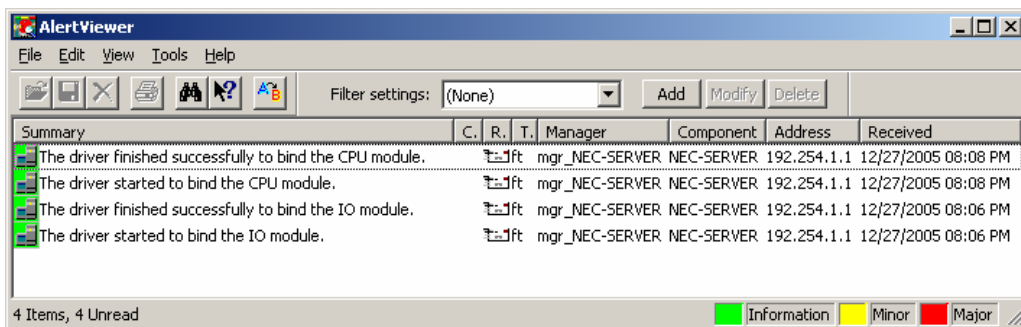 AlertViewer
File Edit View Tools Help
Filter settings: (None) Add Modify Delete
Summary C. R. T. Manager Component Address Received
The driver finished successfully to bind the CPU module. ft mgr_NEC-SERVER NEC-SERVER 192.254.1.1 12/27/2005 08:08 PM
The driver started to bind the CPU module. ft mgr_NEC-SERVER NEC-SERVER 192.254.1.1 12/27/2005 08:08 PM
The driver finished successfully to bind the IO module. ft mgr_NEC-SERVER NEC-SERVER 192.254.1.1 12/27/2005 08:06 PM
The driver started to bind the IO module. ft mgr_NEC-SERVER NEC-SERVER 192.254.1.1 12/27/2005 08:06 PM
4 Items, 4 Unread Information Minor Major